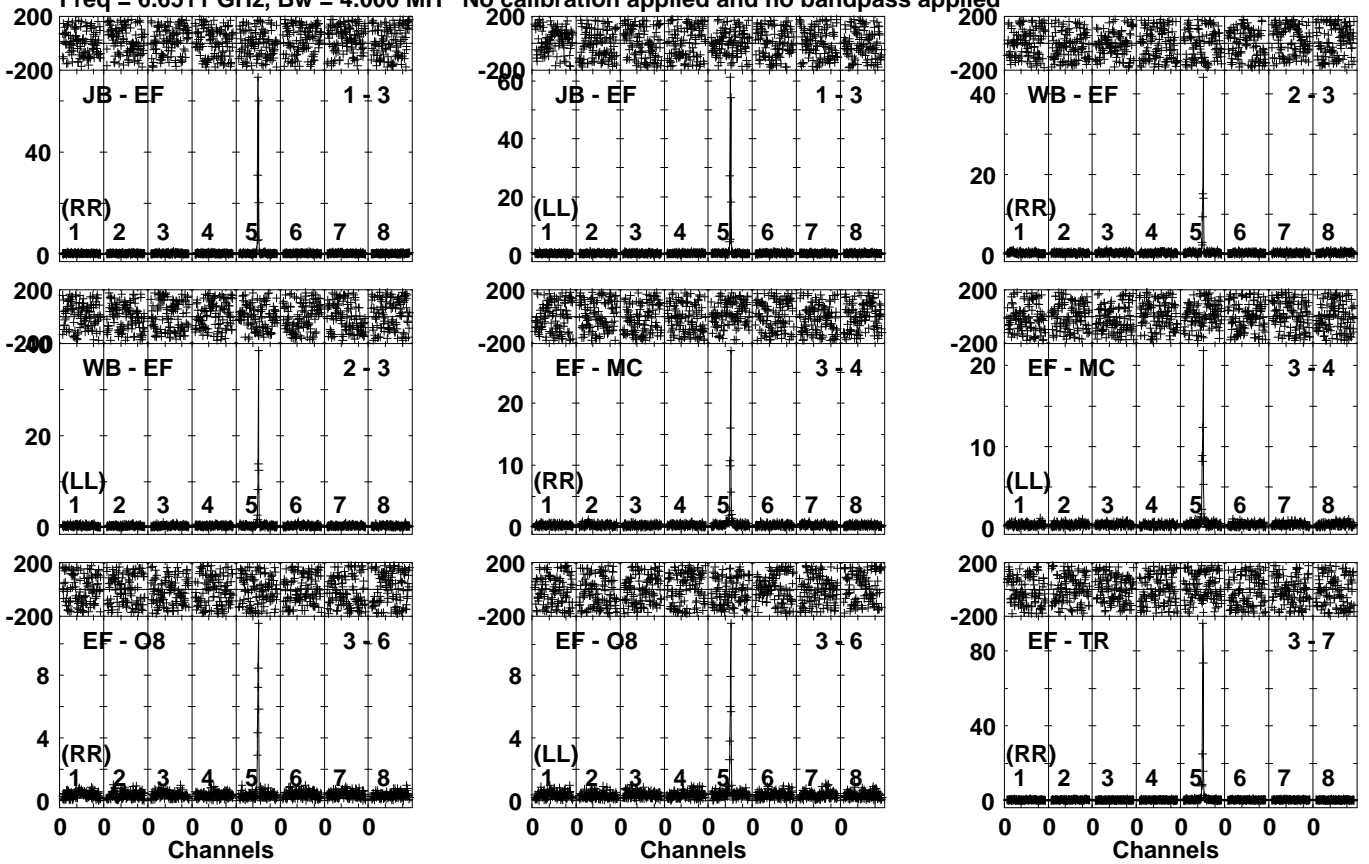 Freq = 6.6511 GHz, Bw = 4.000 MH No calibration applied and no bandpass applied
200 200 200
-200 -200 -200
JB - EF 1 - 3 60 JB - EF 1 - 3 WB - EF 2 - 3
40 40 40
20 20
(RR) (LL) (RR)
1 2 3 4 5 6 7 8 1 2 3 4 5 6 7 8 1 2 3 4 5 6 7 8
0 0 0
200 200 200
-200 40 -200 -200
WB - EF 2 - 3 EF - MC 3 - 4 EF - MC 3 - 4
20 20 20
10 10
(LL) (RR) (LL)
1 2 3 4 5 6 7 8 1 2 3 4 5 6 7 8 1 2 3 4 5 6 7 8
0 0 0
200 200 200
-200 -200 -200
EF - O8 3 - 6 EF - O8 3 - 6 EF - TR 3 - 7
8 8 80
4 4 40
(RR) (LL) (RR)
1 2 3 4 5 6 7 8 1 2 3 4 5 6 7 8 1 2 3 4 5 6 7 8
0 0 0
0 0 0 0 0 0 0 0 0 0 0 0 0 0 0 0 0 0 0 0 0 0 0 0
Channels Channels Channels